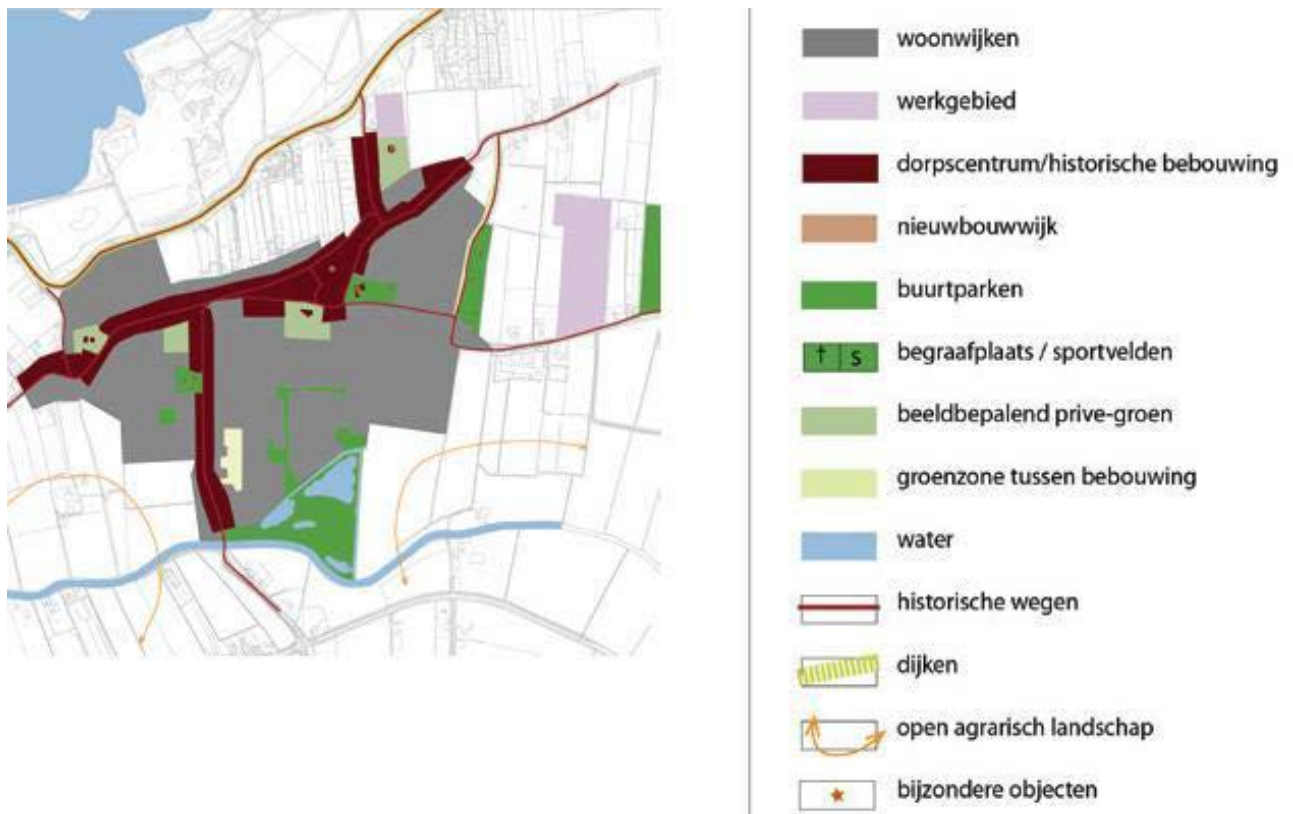 woonwijken
werkgebied
dorpscentrum/historische bebouwing
nieuwbouwwijk
buurtparken
† S begraafplaats / sportvelden
beeldbepalend prive-groen
groenzone tussen bebouwing
water
historische wegen
dijken
open agrarisch landschap
bijzondere objecten